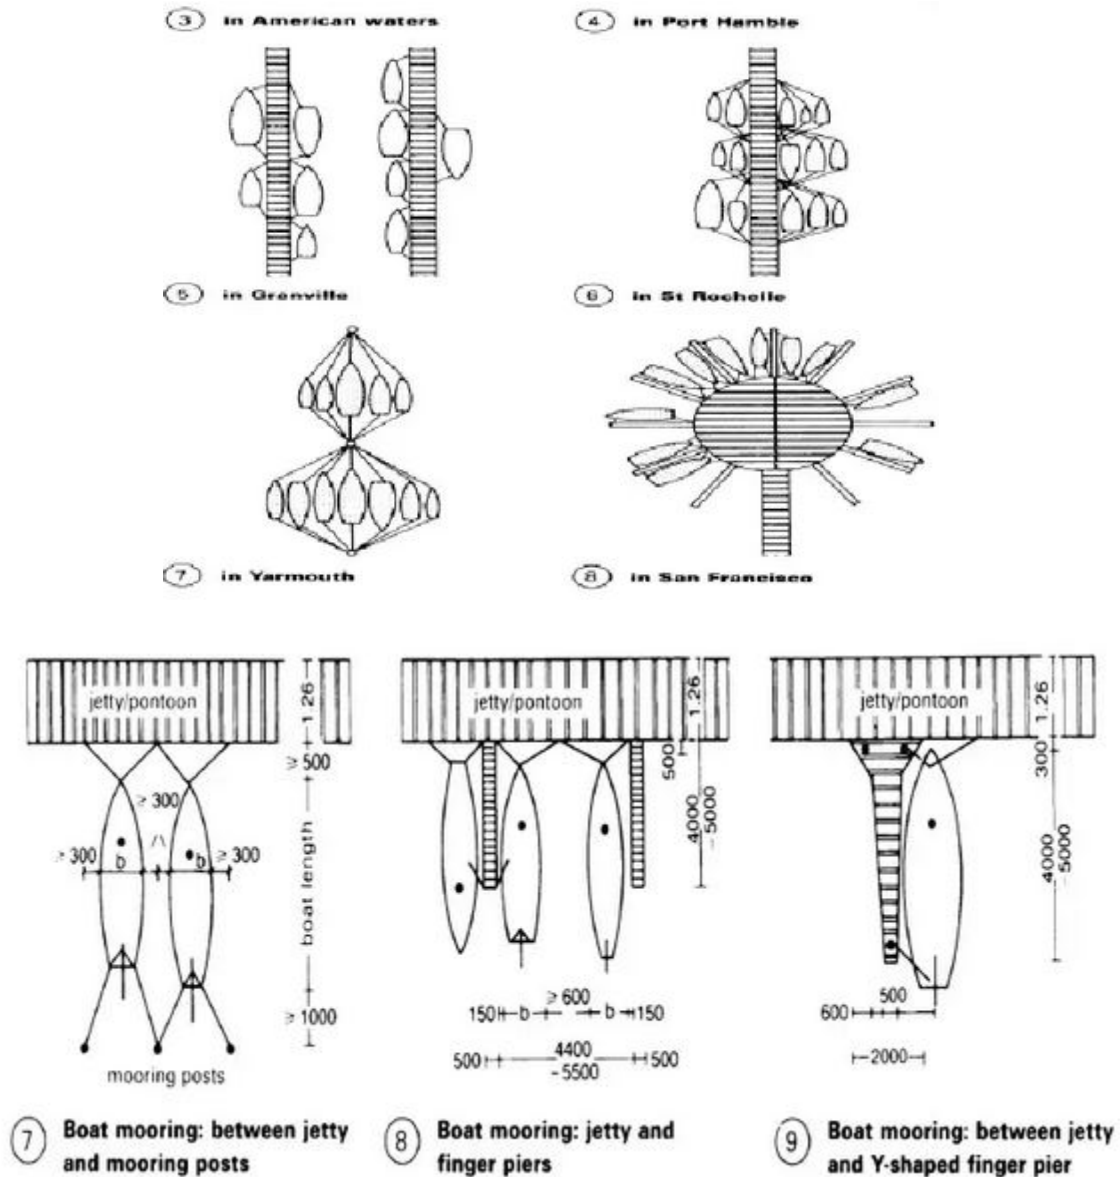 3 in American waters
4 in Port Hamble
5 in Granville
6 in St Rochelle
7 in Yarmouth
8 in San Francisco
jetty/pontoon
1.26
≥ 500
≥ 300
≥ 300
b
b
≥ 300
boat length
≥ 1000
mooring posts
jetty/pontoon
1.26
500
4000
–5000
≥ 600
150
b
b
150
500
4400
–5500
500
jetty/pontoon
1.26
300
4000
–5000
500
600
–2000
7 Boat mooring: between jetty
and mooring posts
8 Boat mooring: jetty and
finger piers
9 Boat mooring: between jetty
and Y-shaped finger pier